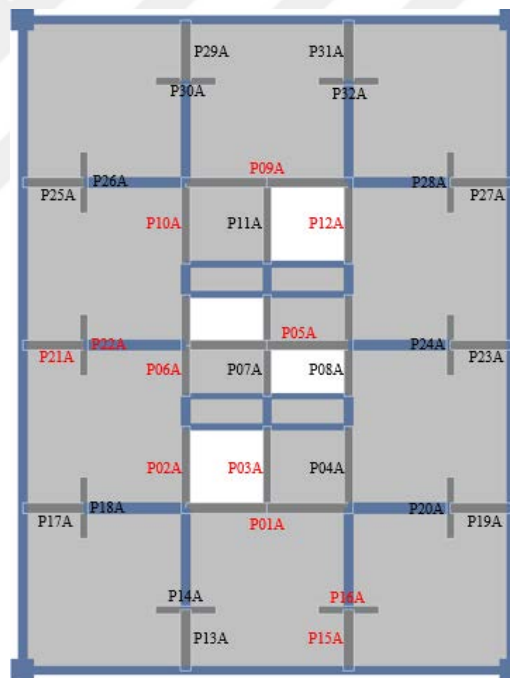 P29A P31A
P30A P32A
P09A
P26A P28A
P25A P27A
P10A P11A P12A
P05A
P21A P22A P24A P23A
P06A P07A P08A
P02A P03A P04A
P18A P20A
P17A P01A P19A
P14A P16A
P13A P15A